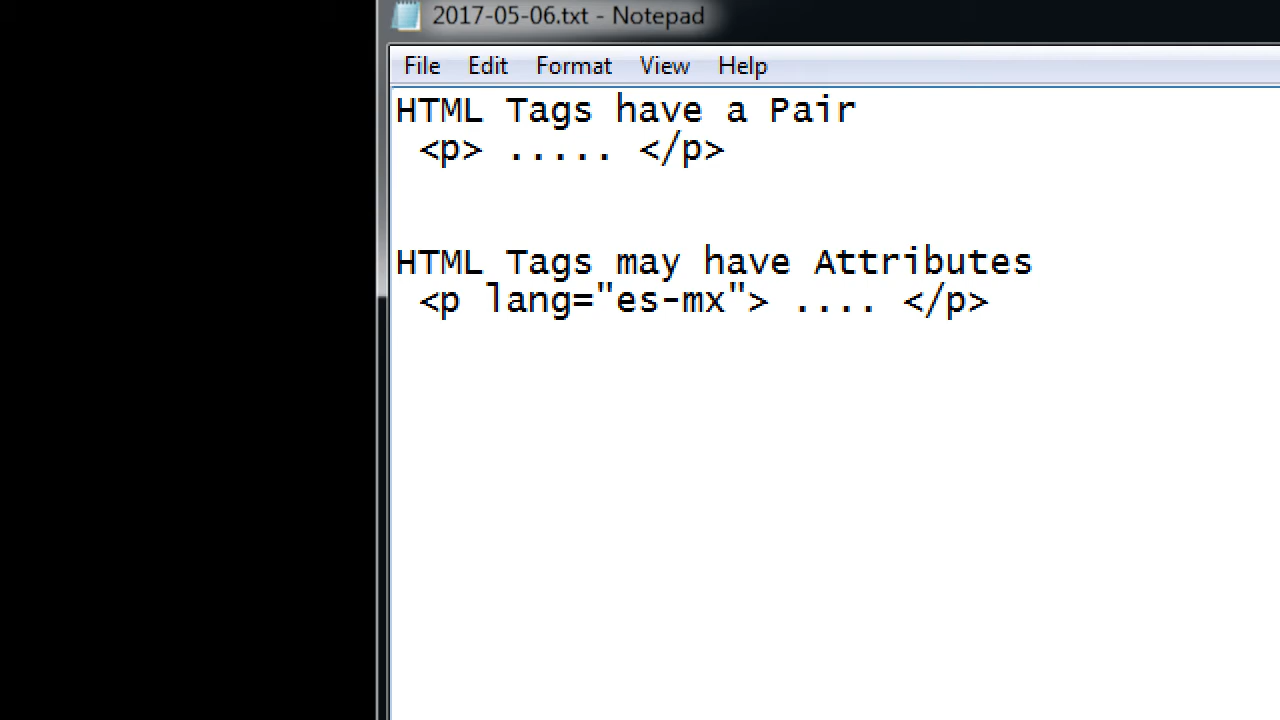 2017-05-06.txt - Notepad
File Edit Format View Help
HTML Tags have a Pair
<p> ..... </p>
HTML Tags may have Attributes
<p lang="es-mx"> .... </p>